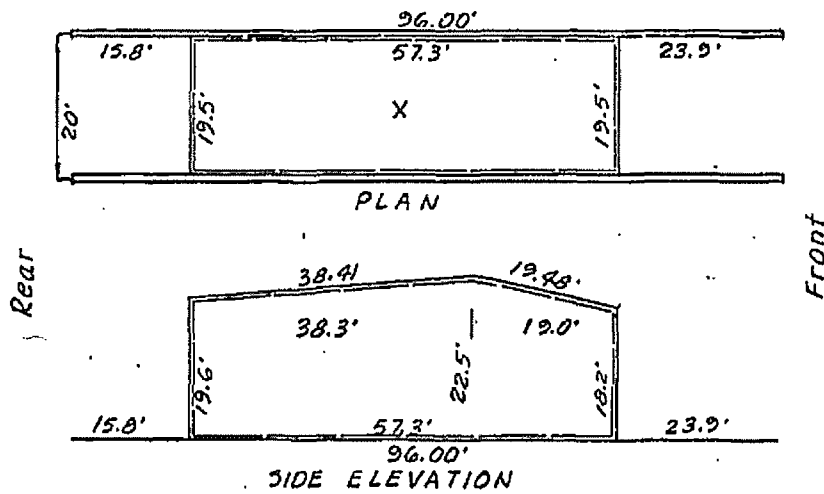 96.00'
15.8' 57.3' 23.9'
20' 19.5' X 19.5'
PLAN
Rear Front
38.41 19.48'
38.3' 19.0'
19.6' 22.5' 18.2'
15.8' 57.3' 23.9'
96.00'
SIDE ELEVATION